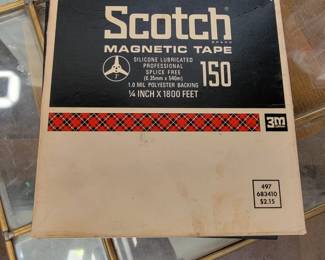 Scotch
BRAND
MAGNETIC TAPE
SILICONE LUBRICATED
PROFESSIONAL
SPLICE FREE
(6.35mm x 540m)
1.0 MIL POLYESTER BACKING
¼ INCH X 1800 FEET
150
3m
497
683410
$2.15